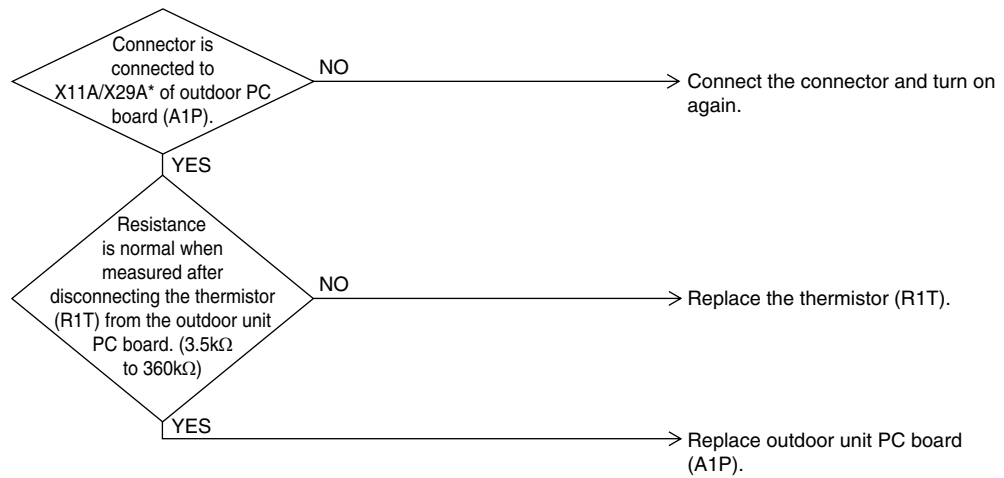 Connector is
connected to
X11A/X29A* of outdoor PC
board (A1P).
NO
Connect the connector and turn on
again.
YES
Resistance
is normal when
measured after
disconnecting the thermistor
(R1T) from the outdoor unit
PC board. (3.5kΩ
to 360kΩ)
NO
Replace the thermistor (R1T).
YES
Replace outdoor unit PC board
(A1P).